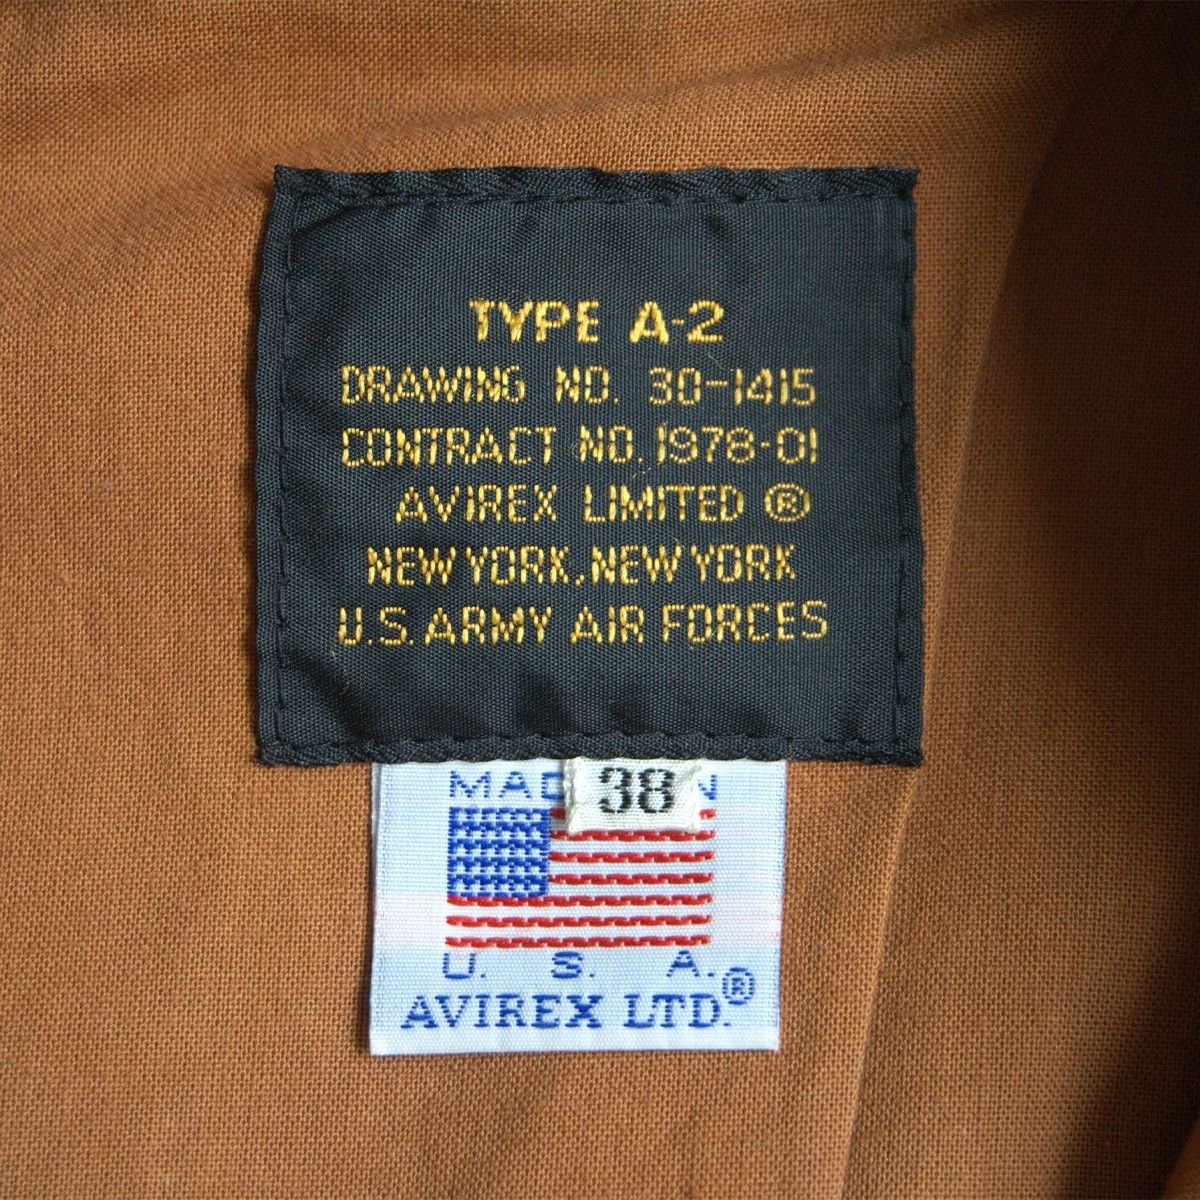 TYPE A-2
DRAWING NO. 30-1415
CONTRACT NO. 1978-01
AVIREX LIMITED ®
NEW YORK, NEW YORK
U.S. ARMY AIR FORCES
38
U. S. A.
AVIREX LTD.®